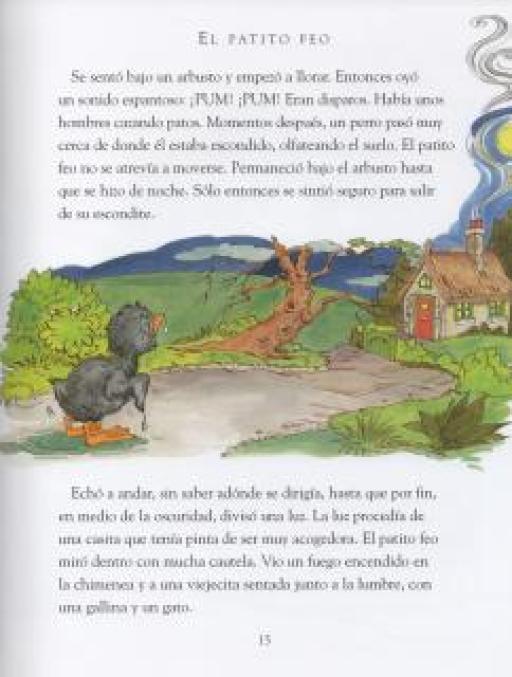 EL PATITO FEO
Se sentó bajo un arbusto y empezó a llorar. Entonces oyó
un sonido espantoso: ¡PUM! ¡PUM! Eran disparos. Había unos
hombres cazando patos. Momentos después, un perro pasó muy
cerca de donde él estaba escondido, olfateando el suelo. El patito
feo no se atrevía a moverse. Permaneció bajo el arbusto hasta
que se hizo de noche. Sólo entonces se sintió seguro para salir
de su escondite.
Echó a andar, sin saber adónde se dirigía, hasta que por fin,
en medio de la oscuridad, divisó una luz. La luz procedía de
una casita que tenía pinta de ser muy acogedora. El patito feo
miró dentro con mucha cautela. Vio un fuego encendido en
la chimenea y a una viejecita sentada junto a la lumbre, con
una gallina y un gato.
15